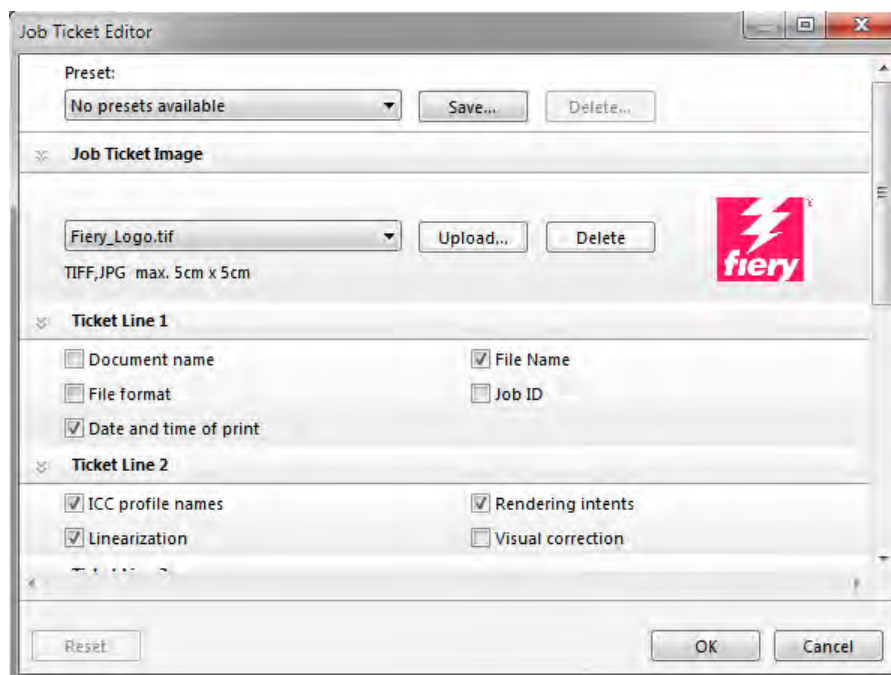 Job Ticket Editor
Preset:
No presets available Save... Delete...
Job Ticket Image
Fiery_Logo.tif Upload... Delete
fiery
TIFF,JPG max. 5cm x 5cm
Ticket Line 1
Document name File Name
File format Job ID
Date and time of print
Ticket Line 2
ICC profile names Rendering intents
Linearization Visual correction
Reset OK Cancel